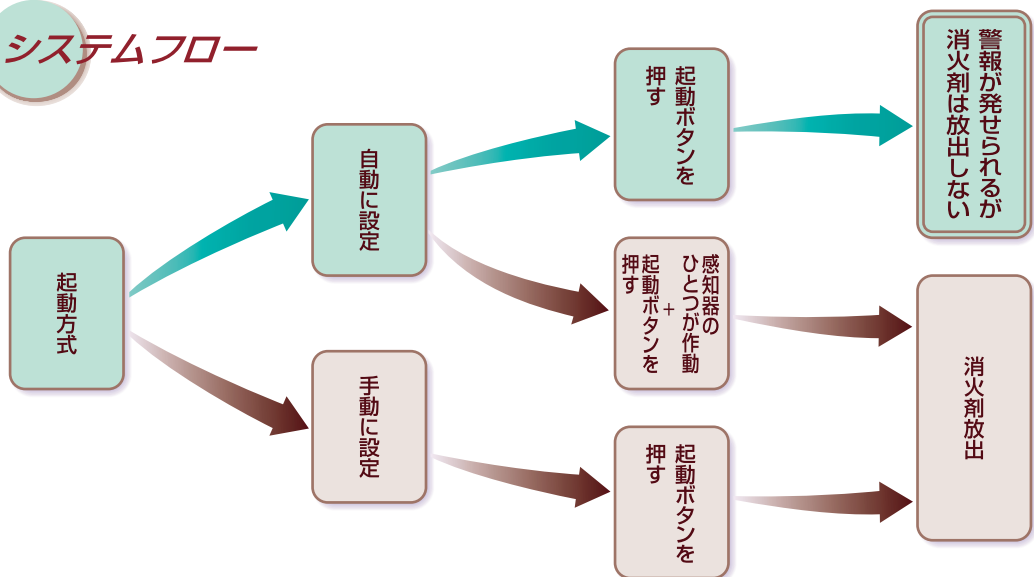 システムフロー
起動方式
自動に設定
手動に設定
起動ボタンを
押す
感知器の
ひとつが作動
+
起動ボタンを
押す
起動ボタンを
押す
警報が発せられるが
消火剤は放出しない
消火剤放出